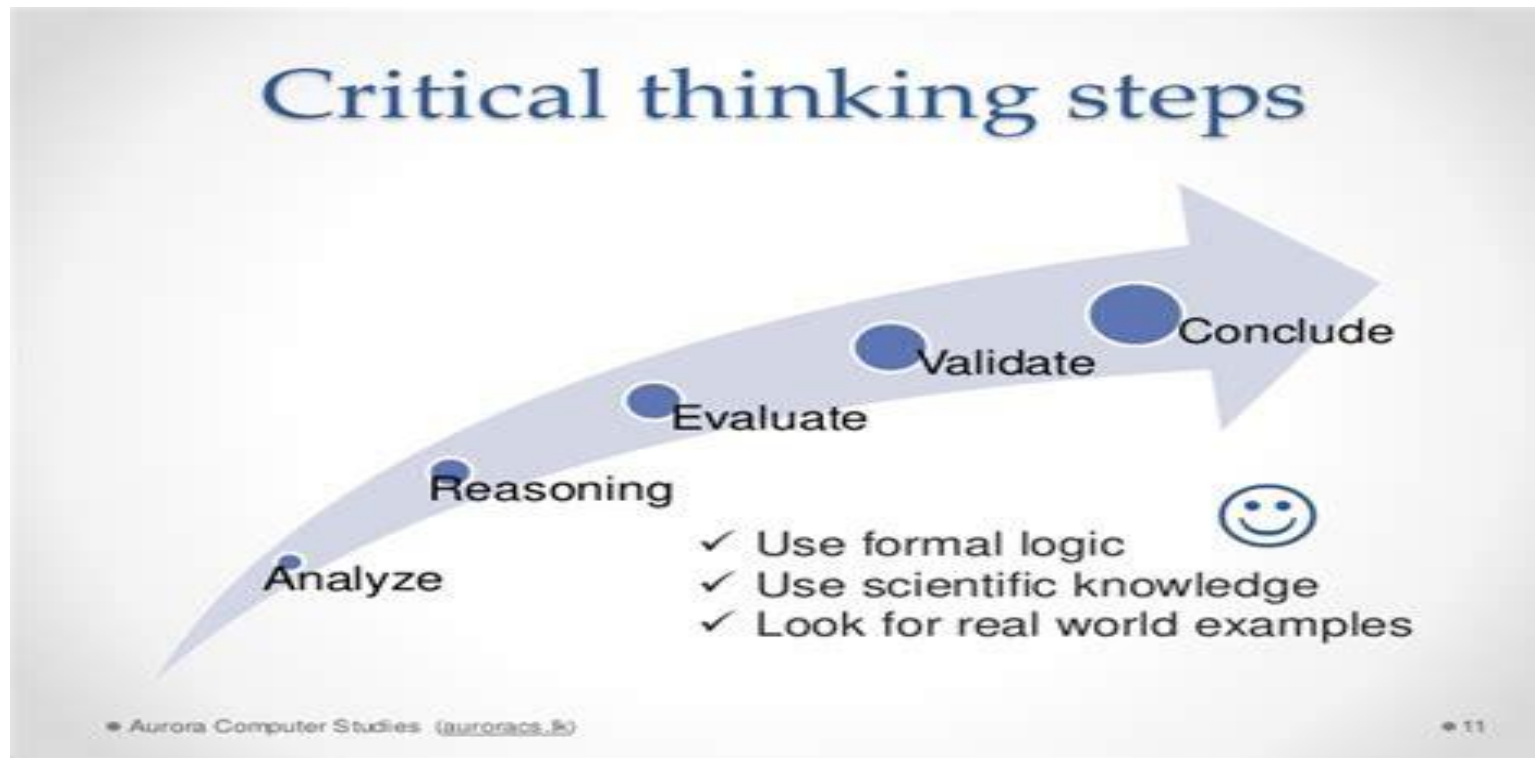 Critical thinking steps
Conclude
Validate
Evaluate
Reasoning
Analyze
✓ Use formal logic
✓ Use scientific knowledge
✓ Look for real world examples
• Aurora Computer Studies (auroracs.lk)
• 11